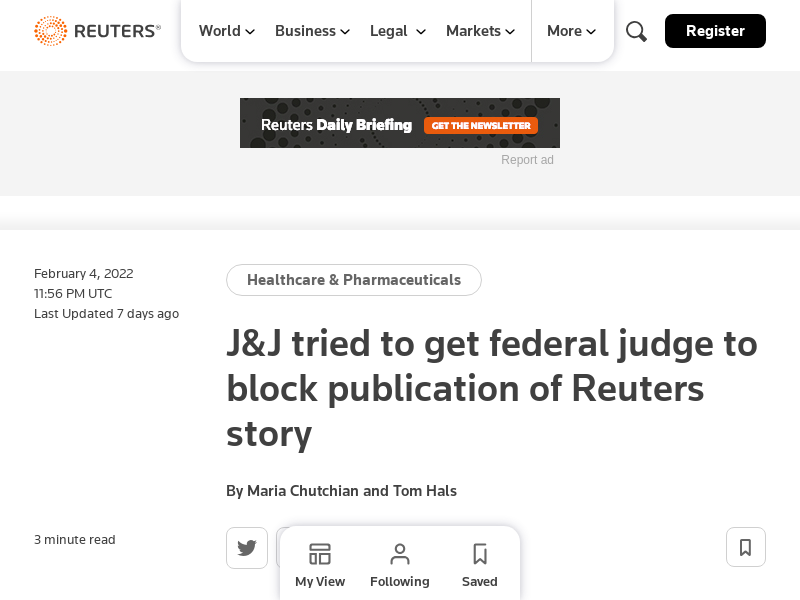 REUTERS®
World
Business
Legal
Markets
More
Register
Reuters Daily Briefing
GET THE NEWSLETTER
Report ad
February 4, 2022
11:56 PM UTC
Last Updated 7 days ago
Healthcare & Pharmaceuticals
J&J tried to get federal judge to
block publication of Reuters
story
By Maria Chutchian and Tom Hals
3 minute read
My View
Following
Saved